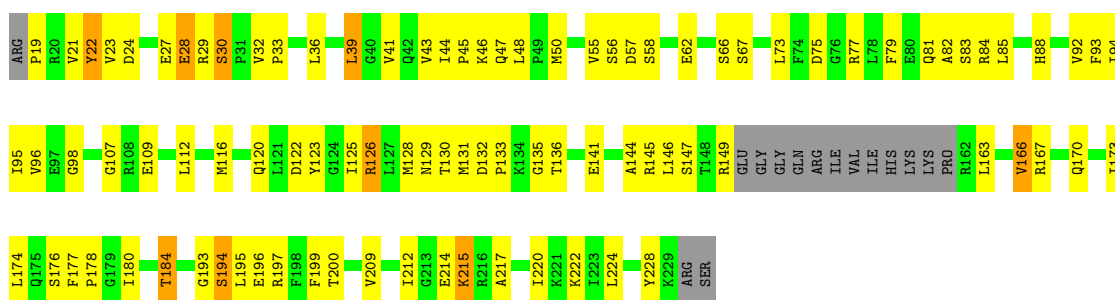 ARG P19 R20 V21 Y22 V23 D24 E27 E28 R29 S30 P31 V32 P33 L36 L39 G40 V41 Q42 V43 I44 P45 K46 Q47 L48 P49 M50 V55 S56 D57 S58 E62 S66 S67 L73 F74 D75 G76 R77 L78 F79 E80 Q81 A82 S83 R84 L85 H88 V92 F93
I95 V96 E97 G98 G107 R108 E109 L112 M116 Q120 L121 D122 Y123 G124 I125 R126 L127 M128 N129 T130 M131 D132 P133 K134 G135 T136 E141 A144 R145 L146 S147 T148 R149 GLU GLY GLY GLN ARG ILE VAL ILE HIS LYS LYS PRO R162 L163 V166 R167 Q170
L174 Q175 S176 F177 P178 G179 I180 T184 G193 S194 L195 E196 R197 F198 F199 T200 V209 I212 G213 E214 K215 R216 A217 I220 K221 K222 I223 L224 Y228 K229 ARG SER